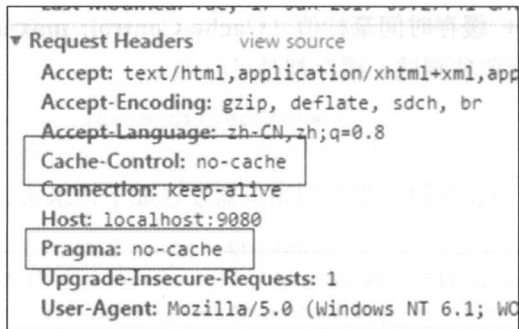 Request Headers view source
Accept: text/html,application/xhtml+xml,app
Accept-Encoding: gzip, deflate, sdch, br
Accept-Language: zh-CN,zh;q=0.8
Cache-Control: no-cache
Connection: keep-alive
Host: localhost:9080
Pragma: no-cache
Upgrade-Insecure-Requests: 1
User-Agent: Mozilla/5.0 (Windows NT 6.1; WO